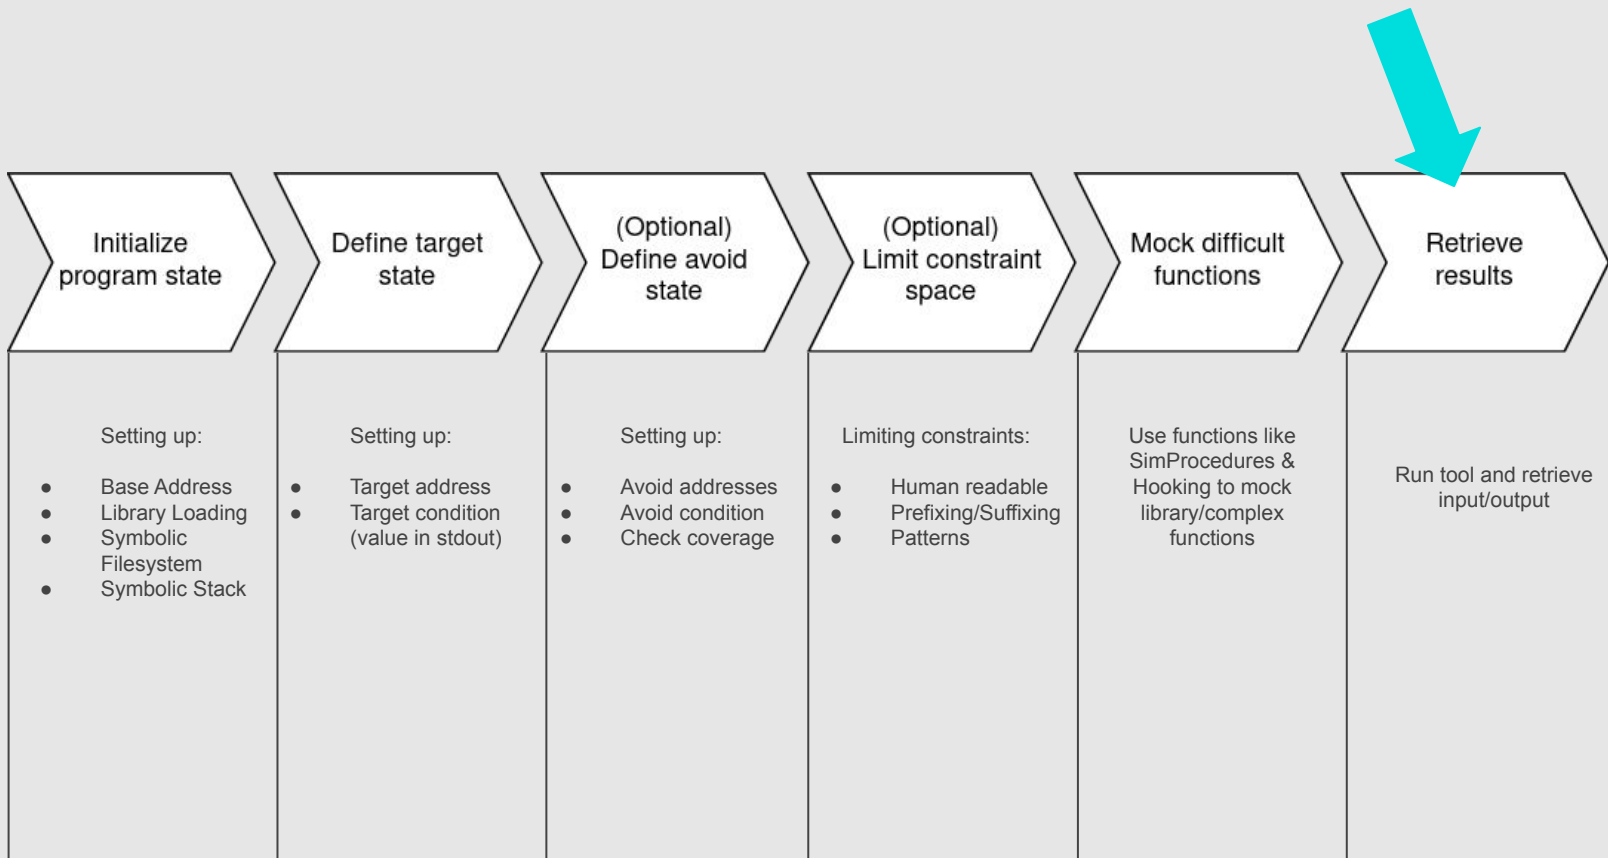 Initialize
program state
Define target
state
(Optional)
Define avoid
state
(Optional)
Limit constraint
space
Mock difficult
functions
Retrieve
results
Setting up:
● Base Address
● Library Loading
● Symbolic
Filesystem
● Symbolic Stack
Setting up:
● Target address
● Target condition
(value in stdout)
Setting up:
● Avoid addresses
● Avoid condition
● Check coverage
Limiting constraints:
● Human readable
● Prefixing/Suffixing
● Patterns
Use functions like
SimProcedures &
Hooking to mock
library/complex
functions
Run tool and retrieve
input/output